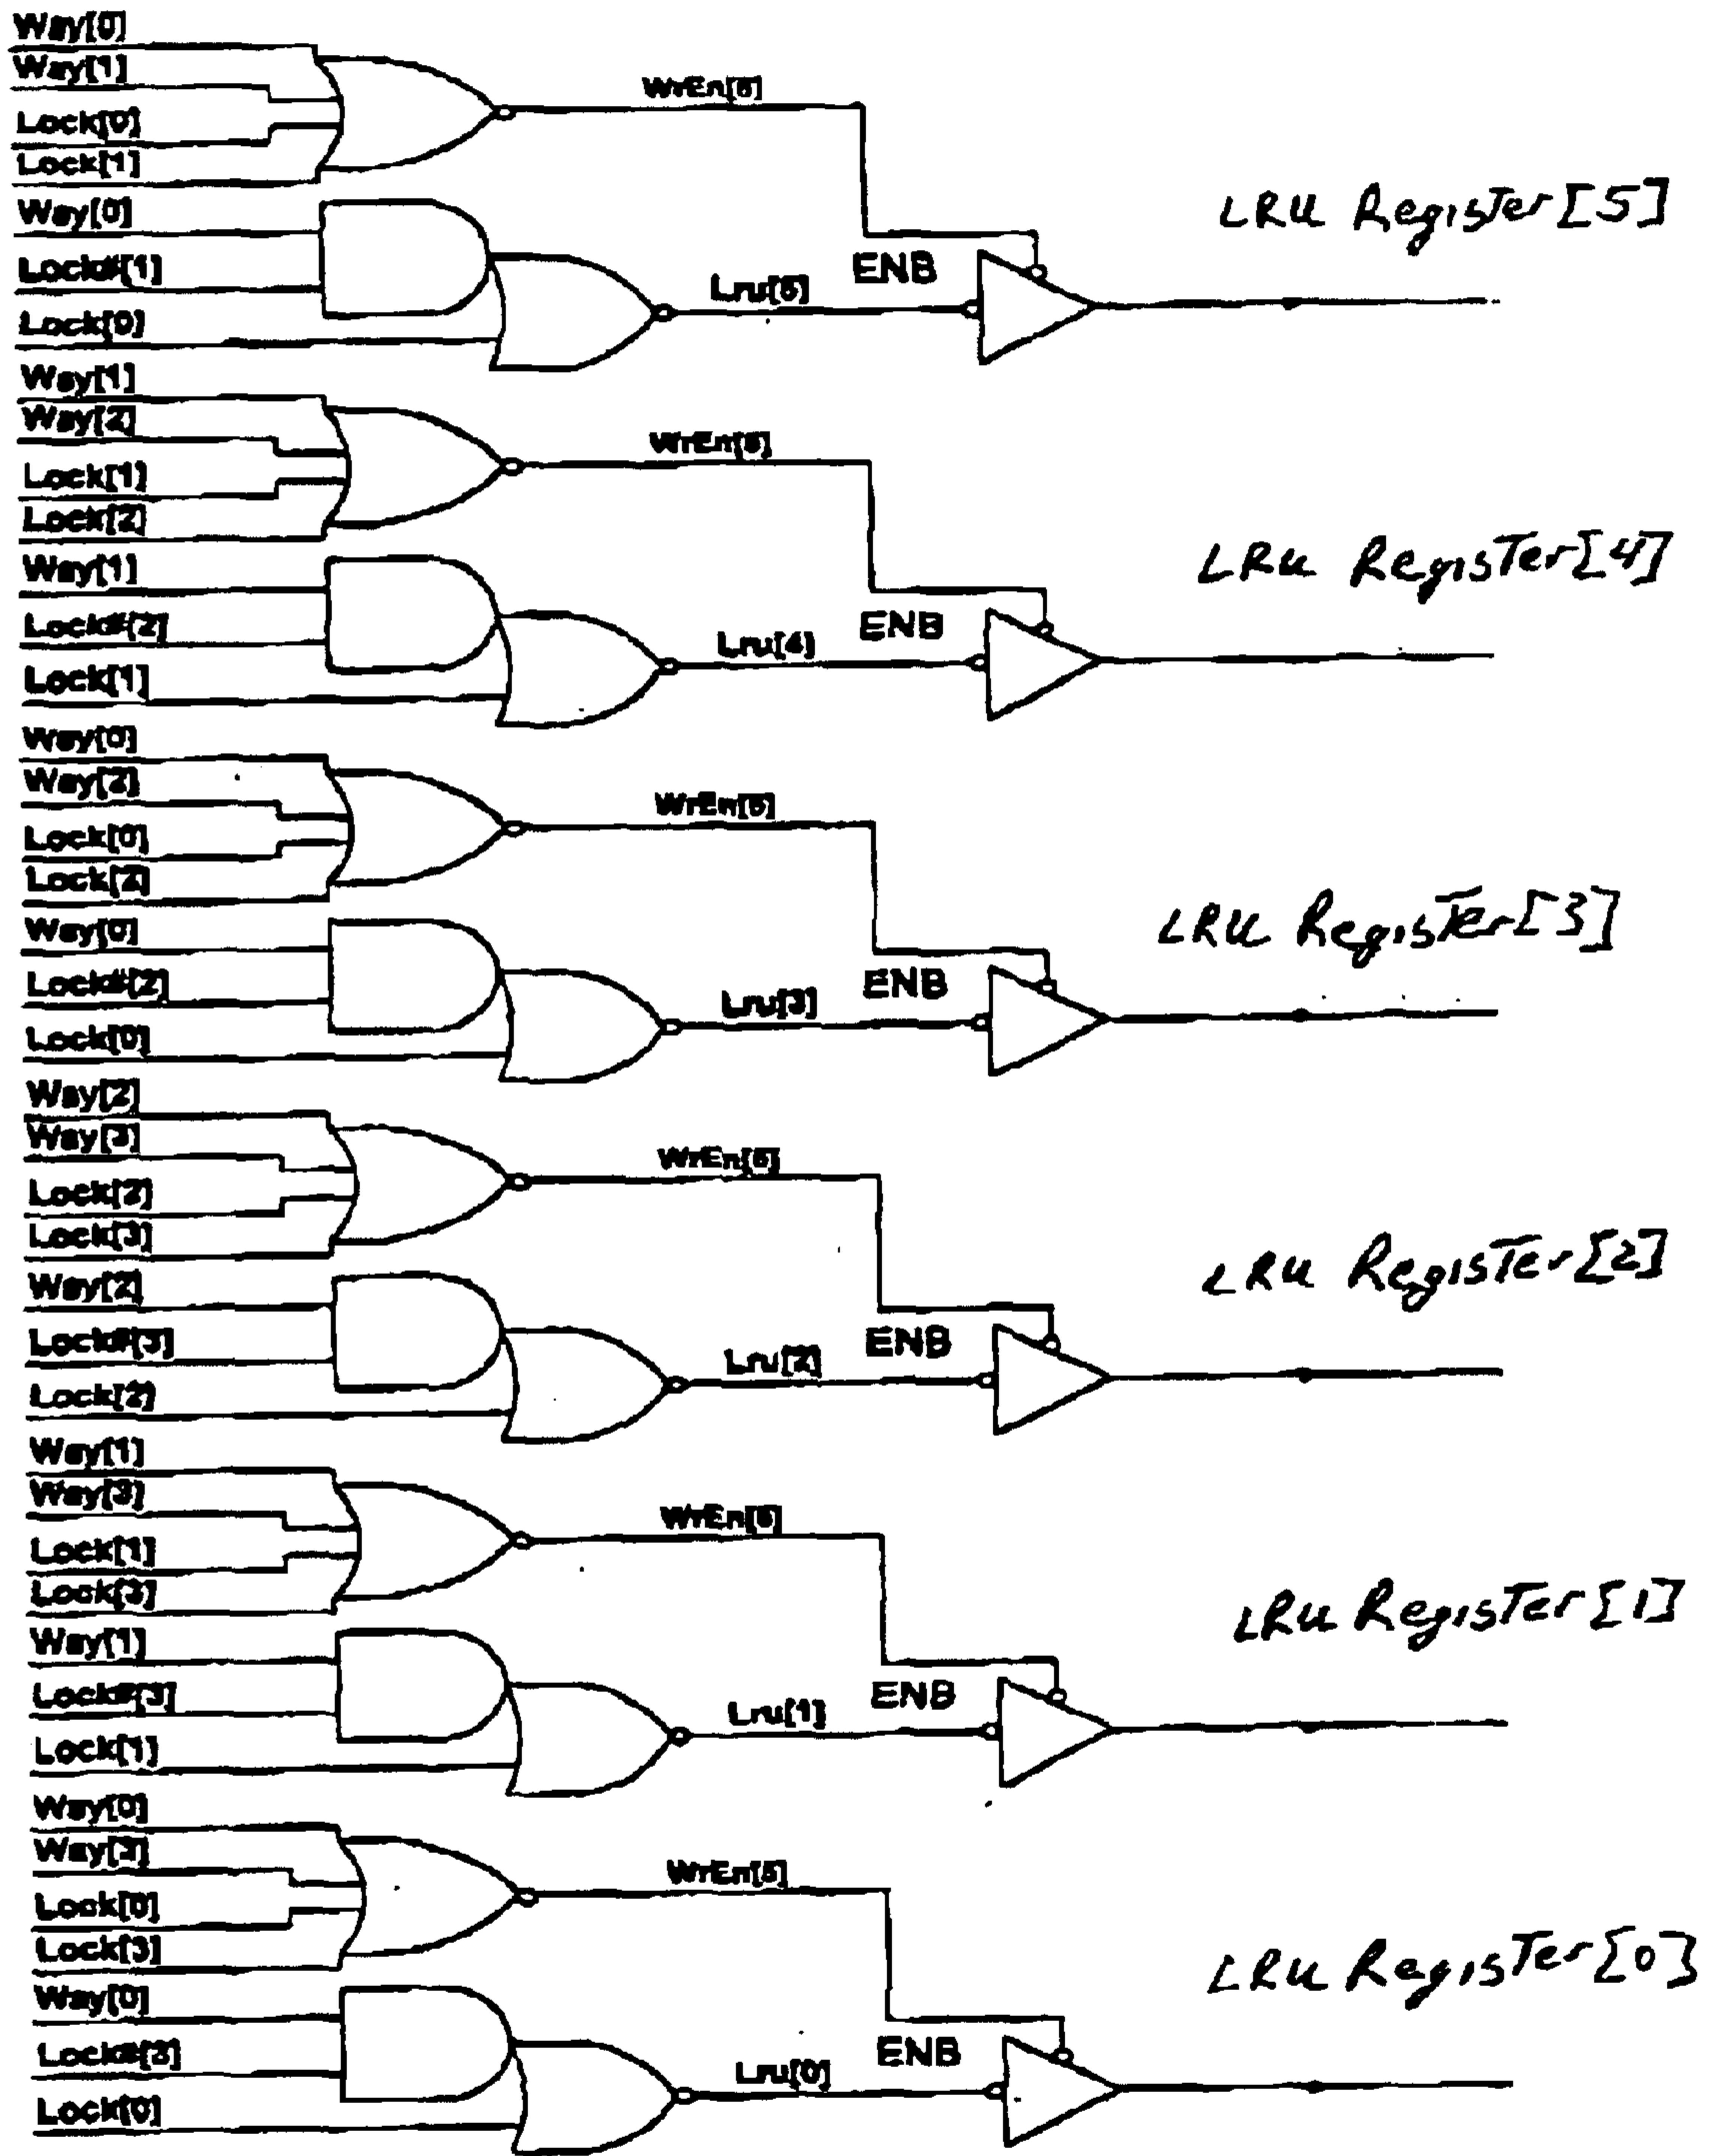 Way[0]
Way[1]
WrEn[5]
Lock[0]
Lock[1]
LRU Register[5]
Way[0]
Lock#[1]
ENB
Lru[5]
Lock[0]
Way[1]
Way[2]
WrEn[5]
Lock[1]
Lock[2]
LRU Register[4]
Way[1]
Lock#[2]
ENB
Lru[4]
Lock[1]
Way[0]
Way[2]
WrEn[5]
Lock[0]
Lock[2]
LRU Register[3]
Way[0]
Lock#[2]
ENB
Lru[3]
Lock[0]
Way[2]
Way[3]
WrEn[5]
Lock[2]
Lock[3]
LRU Register[2]
Way[2]
Lock#[3]
ENB
Lru[2]
Lock[2]
Way[1]
Way[3]
WrEn[5]
Lock[1]
Lock[3]
LRU Register[1]
Way[1]
Lock#[3]
ENB
Lru[1]
Lock[1]
Way[0]
Way[3]
WrEn[5]
Lock[0]
Lock[3]
LRU Register[0]
Way[0]
Lock#[3]
ENB
Lru[0]
Lock[0]